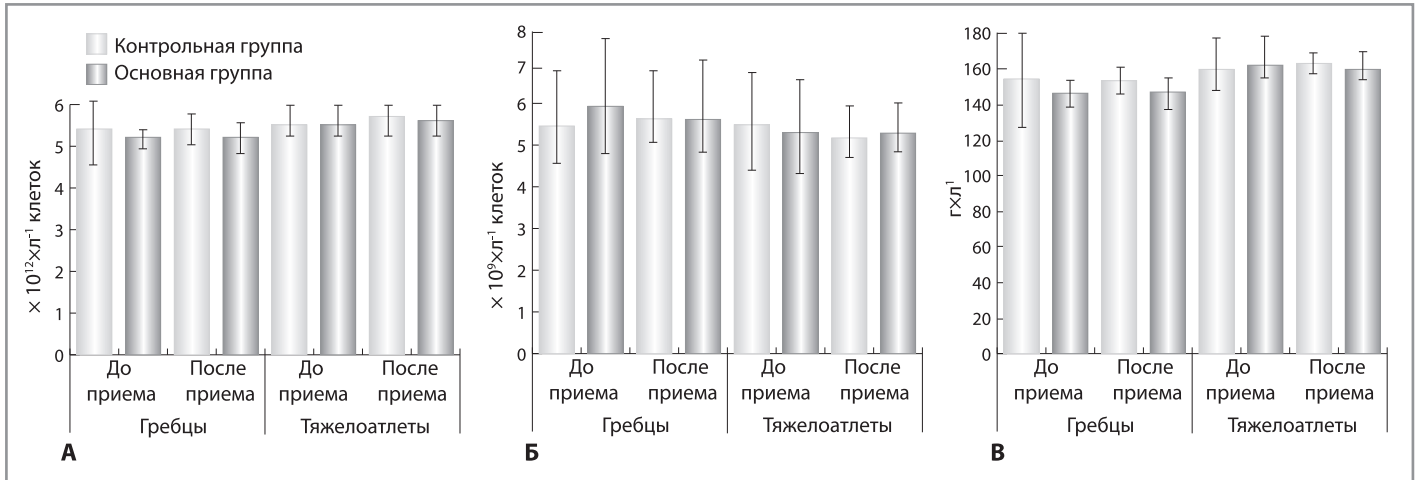 Контрольная группа
Основная группа
6
5
4
3
2
1
0
× 10¹²×л⁻¹ клеток
До приема
После приема
До приема
После приема
Гребцы
Тяжелоатлеты
А
8
7
6
5
4
3
2
1
0
× 10⁹×л⁻¹ клеток
До приема
После приема
До приема
После приема
Гребцы
Тяжелоатлеты
Б
180
160
140
120
100
80
60
40
20
0
г×л¹
До приема
После приема
До приема
После приема
Гребцы
Тяжелоатлеты
В